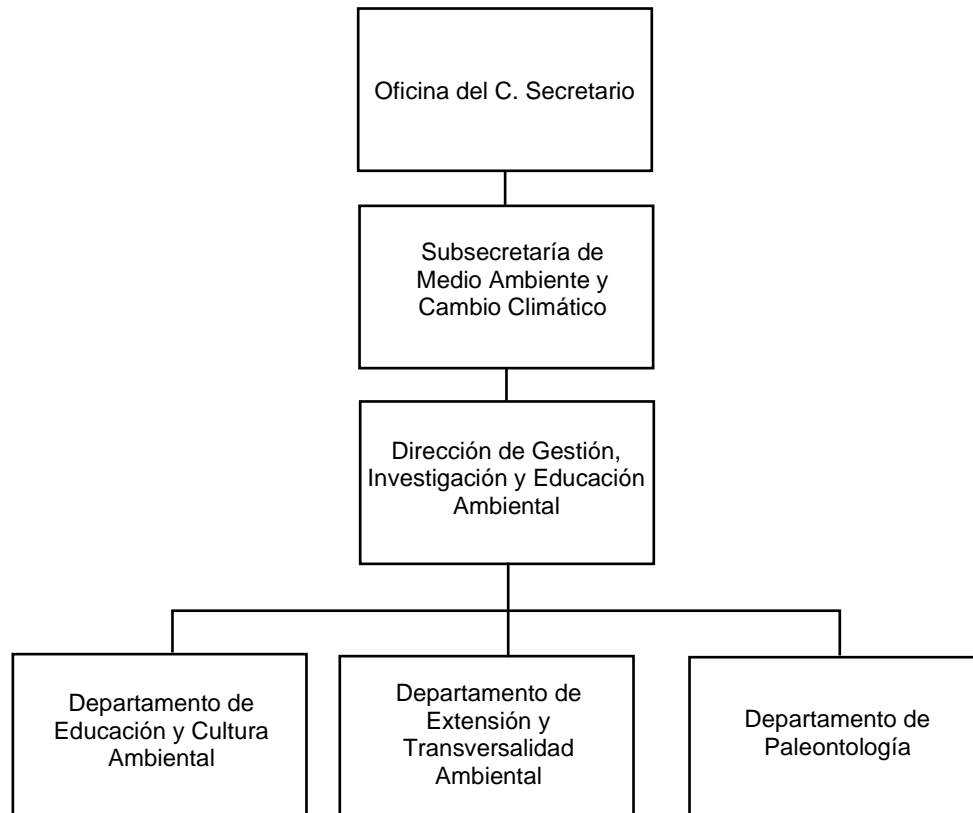 Oficina del C. Secretario
Subsecretaría de
Medio Ambiente y
Cambio Climático
Dirección de Gestión,
Investigación y Educación
Ambiental
Departamento de
Educación y Cultura
Ambiental
Departamento de
Extensión y
Transversalidad
Ambiental
Departamento de
Paleontología